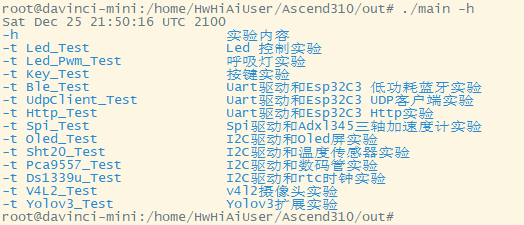 root@davinci-mini:/home/HwHiAiUser/Ascend310/out# ./main -h
Sat Dec 25 21:50:16 UTC 2100
-h 实验内容
-t Led_Test Led 控制实验
-t Led_Pwm_Test 呼吸灯实验
-t Key_Test 按键实验
-t Ble_Test Uart驱动和Esp32C3 低功耗蓝牙实验
-t UdpClient_Test Uart驱动和Esp32C3 UDP客户端实验
-t Http_Test Uart驱动和Esp32C3 Http实验
-t Spi_Test Spi驱动和Adxl345三轴加速度计实验
-t Oled_Test I2C驱动和Oled屏实验
-t Sht20_Test I2C驱动和温度传感器实验
-t Pca9557_Test I2C驱动和数码管实验
-t Ds1339u_Test I2C驱动和rtc时钟实验
-t V4L2_Test v4l2摄像头实验
-t Yolov3_Test Yolov3扩展实验
root@davinci-mini:/home/HwHiAiUser/Ascend310/out#